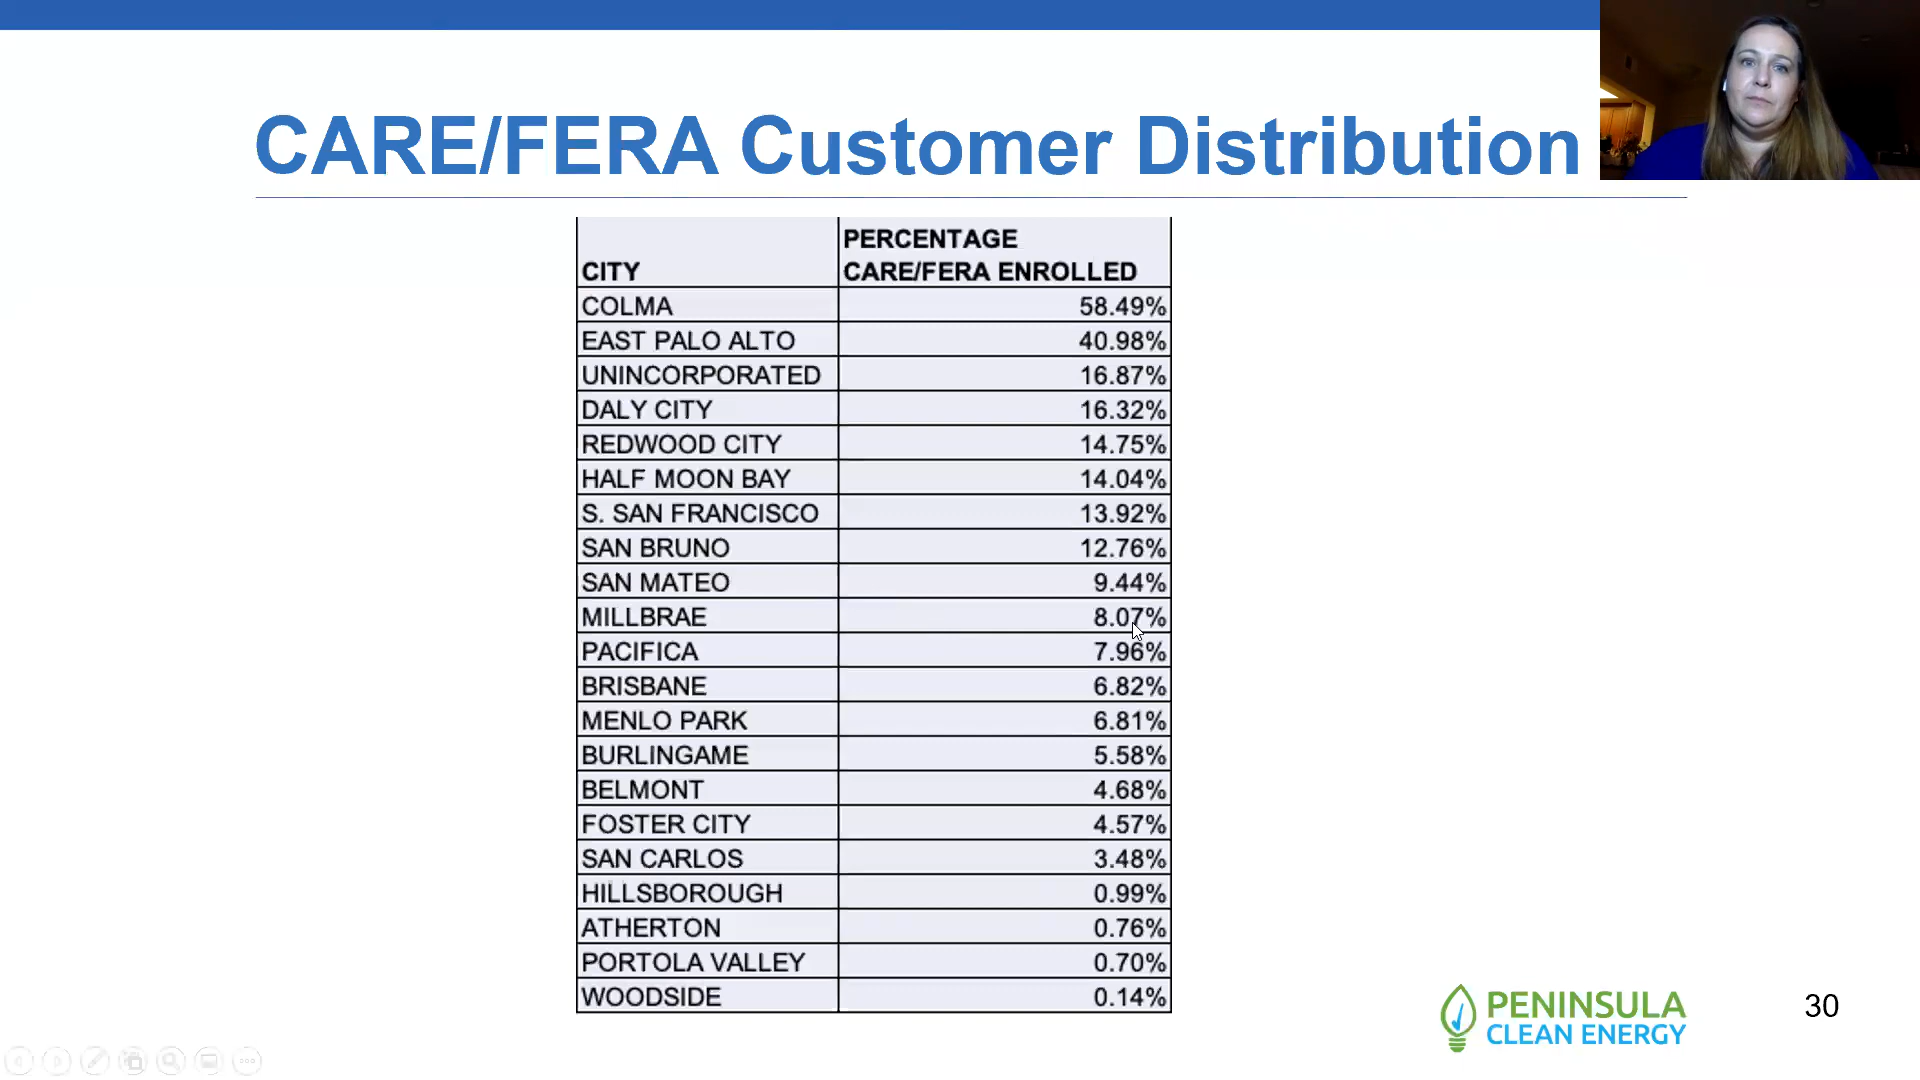 CARE/FERA Customer Distribution
CITY PERCENTAGE CARE/FERA ENROLLED
COLMA 58.49%
EAST PALO ALTO 40.98%
UNINCORPORATED 16.87%
DALY CITY 16.32%
REDWOOD CITY 14.75%
HALF MOON BAY 14.04%
S. SAN FRANCISCO 13.92%
SAN BRUNO 12.76%
SAN MATEO 9.44%
MILLBRAE 8.07%
PACIFICA 7.96%
BRISBANE 6.82%
MENLO PARK 6.81%
BURLINGAME 5.58%
BELMONT 4.68%
FOSTER CITY 4.57%
SAN CARLOS 3.48%
HILLSBOROUGH 0.99%
ATHERTON 0.76%
PORTOLA VALLEY 0.70%
WOODSIDE 0.14%
PENINSULA
CLEAN ENERGY
30